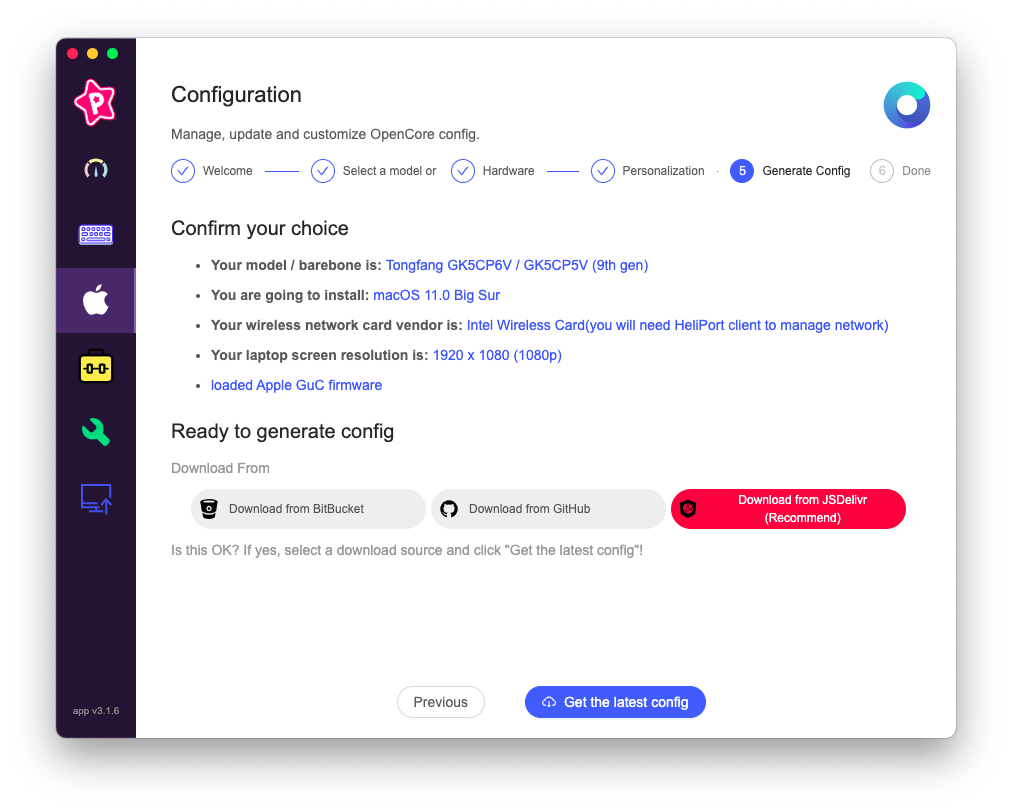 P
Configuration
Manage, update and customize OpenCore config.
Welcome
Select a model or
Hardware
Personalization
5
Generate Config
6
Done
Confirm your choice
Your model / barebone is: Tongfang GK5CP6V / GK5CP5V (9th gen)
You are going to install: macOS 11.0 Big Sur
Your wireless network card vendor is: Intel Wireless Card(you will need HeliPort client to manage network)
Your laptop screen resolution is: 1920 x 1080 (1080p)
loaded Apple GuC firmware
Ready to generate config
Download From
Download from BitBucket
Download from GitHub
Download from JSDelivr
(Recommend)
Is this OK? If yes, select a download source and click "Get the latest config"!
Previous
Get the latest config
app v3.1.6